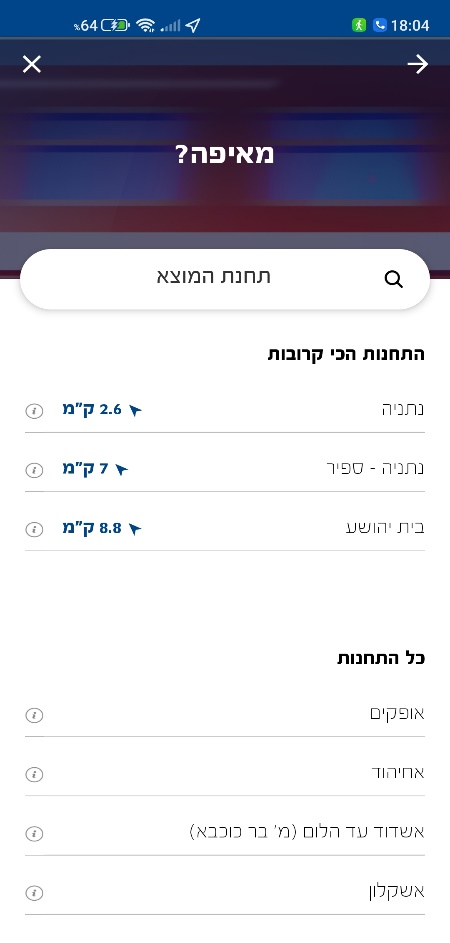 18:04 64%
מאיפה?
תחנת המוצא
התחנות הכי קרובות
נתניה 2.6 ק"מ
נתניה - ספיר 7 ק"מ
בית יהושע 8.8 ק"מ
כל התחנות
אופקים
אחיהוד
אשדוד עד הלום (מ' בר כוכבא)
אשקלון